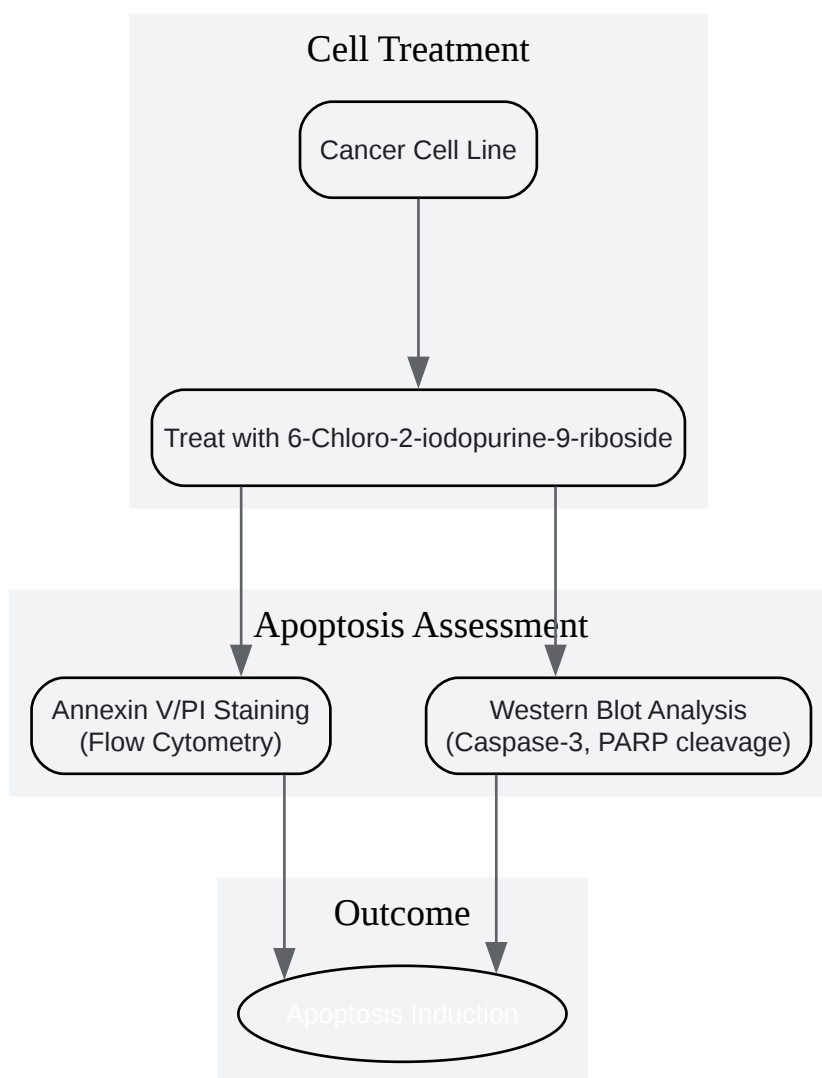 Cell Treatment
Cancer Cell Line
Treat with 6-Chloro-2-iodopurine-9-riboside
Apoptosis Assessment
Annexin V/PI Staining
(Flow Cytometry)
Western Blot Analysis
(Caspase-3, PARP cleavage)
Outcome
Apoptosis Induction